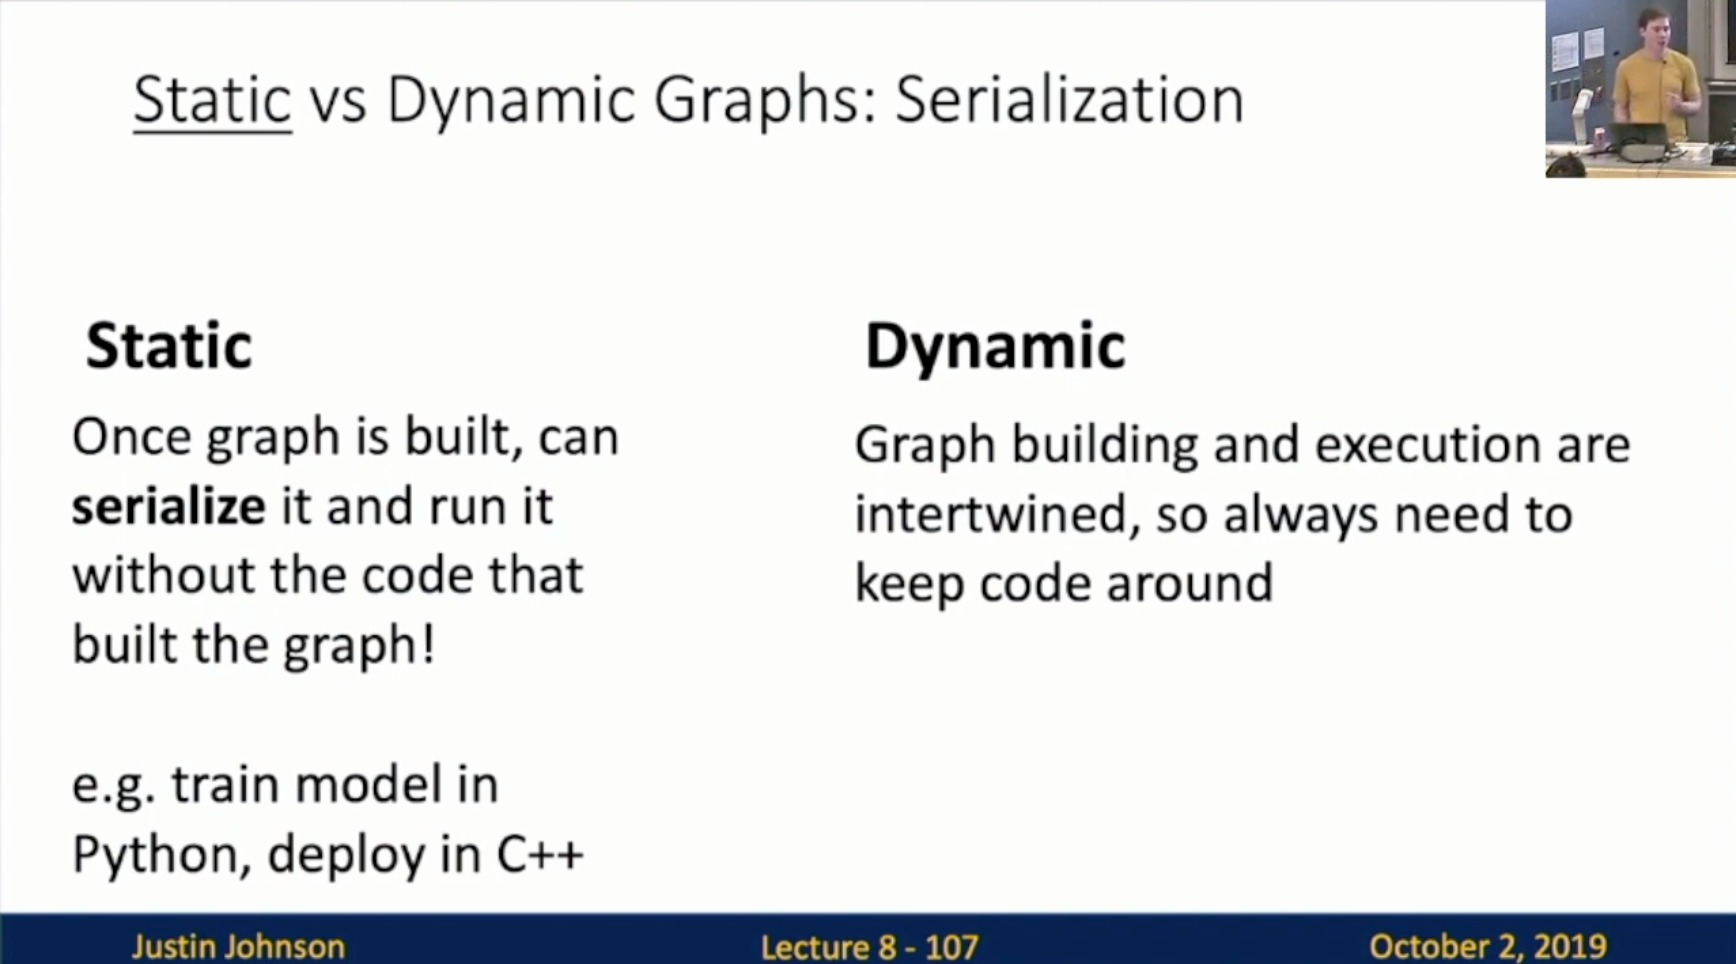 Static vs Dynamic Graphs: Serialization
Static
Once graph is built, can
serialize it and run it
without the code that
built the graph!
e.g. train model in
Python, deploy in C++
Dynamic
Graph building and execution are
intertwined, so always need to
keep code around
Justin Johnson
Lecture 8 - 107
October 2, 2019